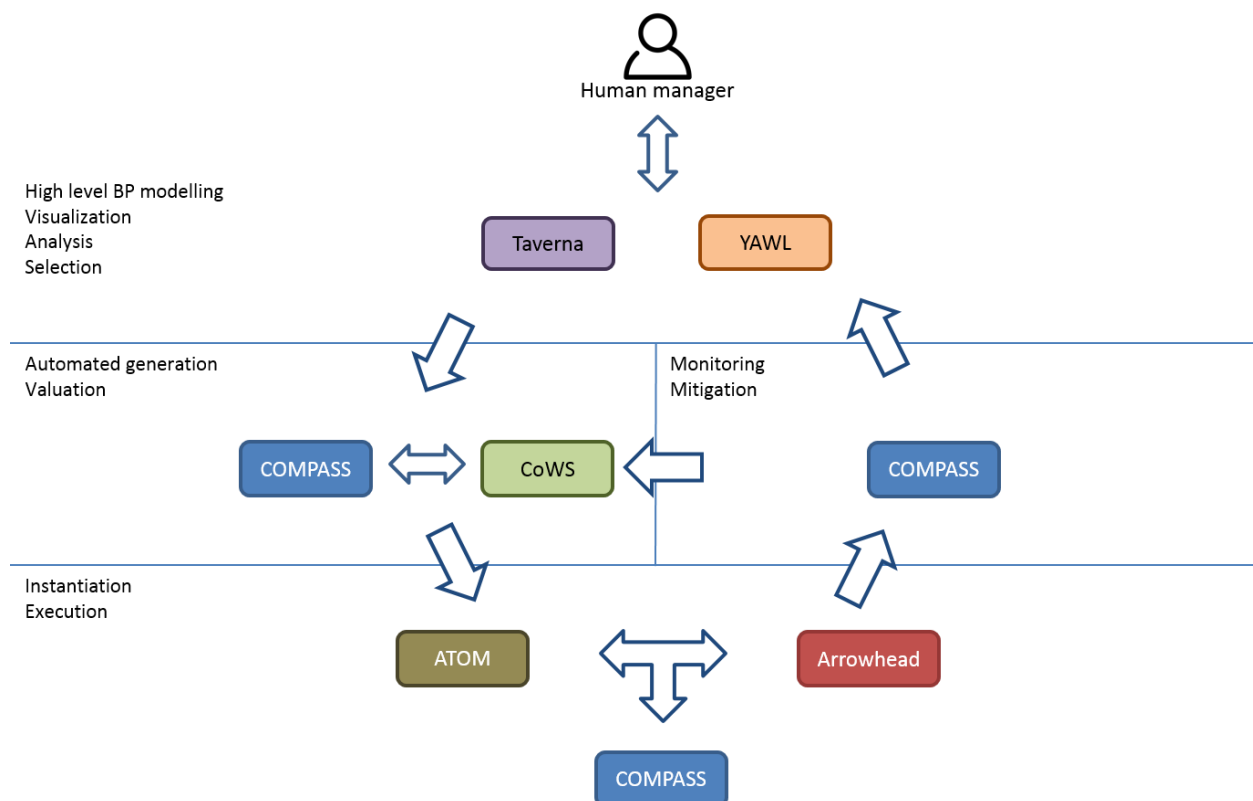 Human manager
High level BP modelling
Visualization
Analysis
Selection
Taverna
YAWL
Automated generation
Valuation
Monitoring
Mitigation
COMPASS
CoWS
COMPASS
Instantiation
Execution
ATOM
Arrowhead
COMPASS